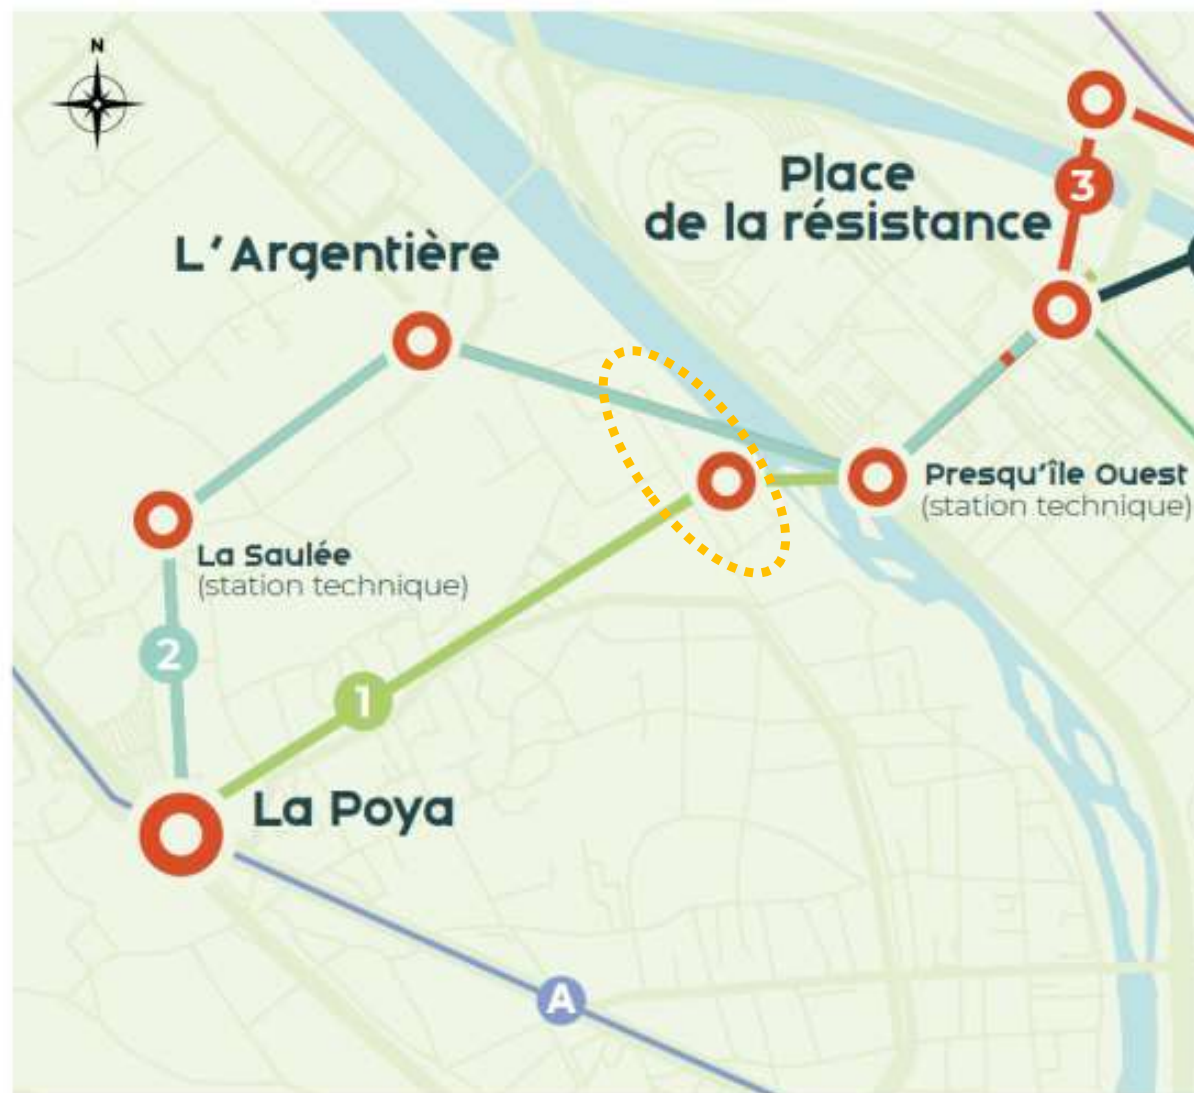 N
Place
de la résistance
3
L'Argentière
Presqu'île Ouest
(station technique)
La Saulée
(station technique)
2
1
La Poya
A